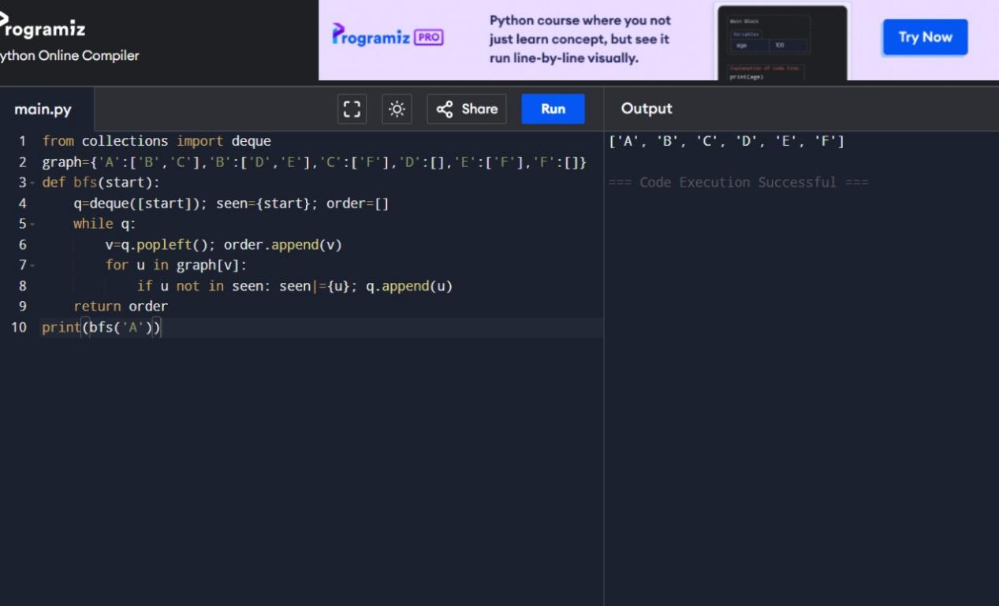 Programiz
ython Online Compiler
Programiz PRO
Python course where you not
just learn concept, but see it
run line-by-line visually.
Main Block
Variables
age 100
Explanation of code line
print(age)
Try Now
main.py
Share
Run
Output
1 from collections import deque
2 graph={'A':['B','C'],'B':['D','E'],'C':['F'],'D':[],'E':['F'],'F':[]}
3 def bfs(start):
4     q=deque([start]); seen={start}; order=[]
5     while q:
6         v=q.popleft(); order.append(v)
7         for u in graph[v]:
8             if u not in seen: seen|={u}; q.append(u)
9     return order
10 print(bfs('A'))
['A', 'B', 'C', 'D', 'E', 'F']
=== Code Execution Successful ===